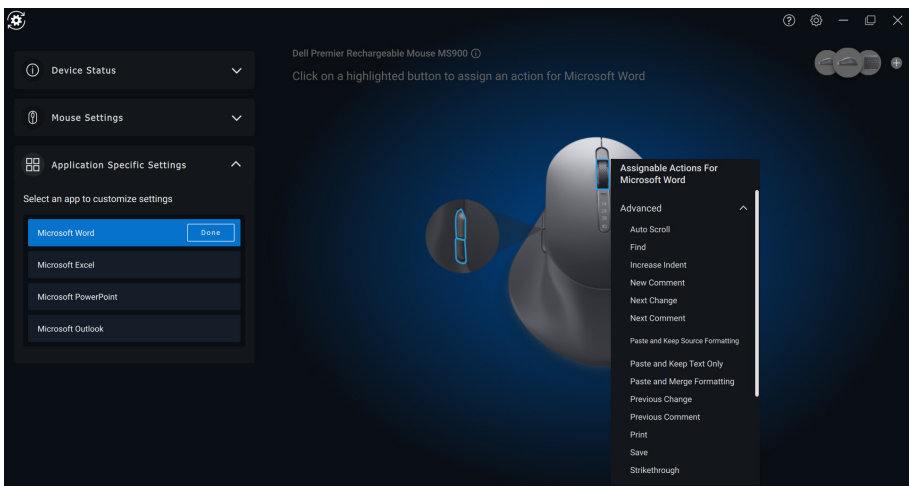 Dell Premier Rechargeable Mouse MS900
Click on a highlighted button to assign an action for Microsoft Word
Device Status
Mouse Settings
Application Specific Settings
Select an app to customize settings
Microsoft Word
Done
Microsoft Excel
Microsoft PowerPoint
Microsoft Outlook
Assignable Actions For
Microsoft Word
Advanced
Auto Scroll
Find
Increase Indent
New Comment
Next Change
Next Comment
Paste and Keep Source Formatting
Paste and Keep Text Only
Paste and Merge Formatting
Previous Change
Previous Comment
Print
Save
Strikethrough